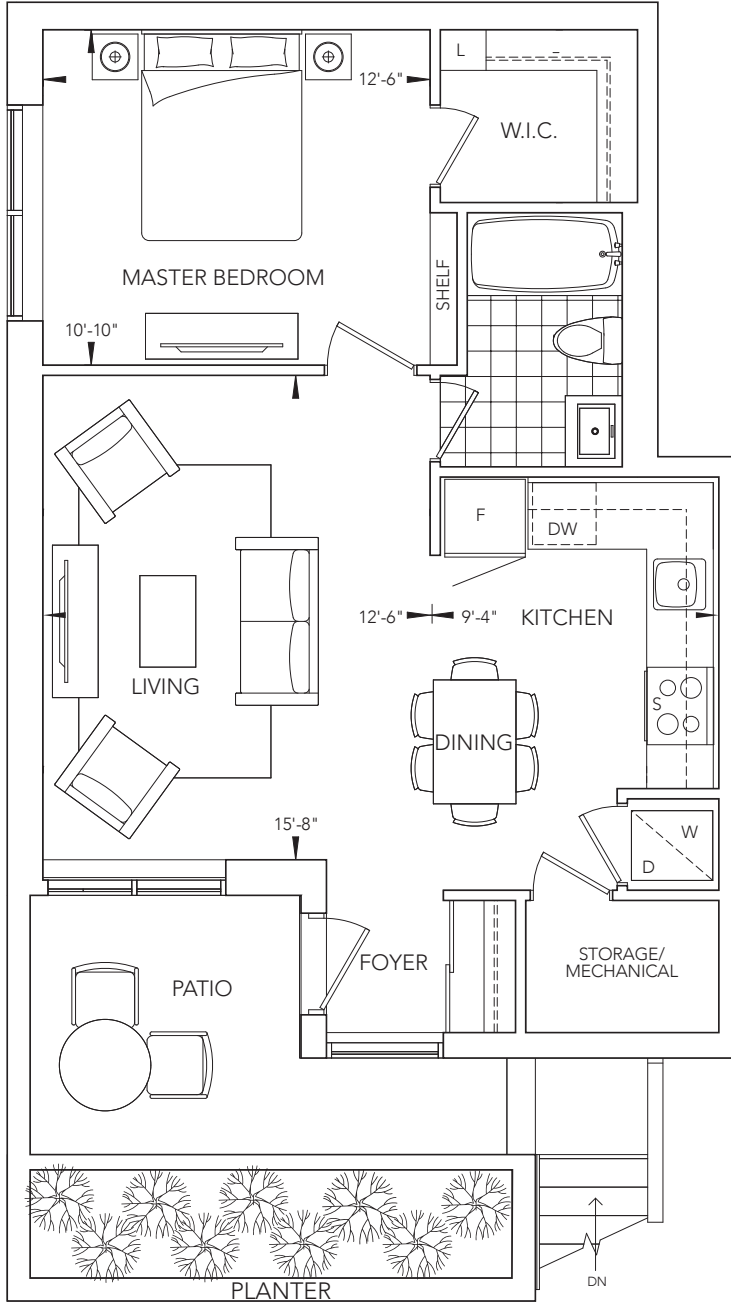 L
12'-6"
W.I.C.
MASTER BEDROOM
SHELF
10'-10"
F
DW
12'-6"
9'-4"
KITCHEN
LIVING
S
DINING
15'-8"
W
D
STORAGE/
MECHANICAL
FOYER
PATIO
DN
PLANTER